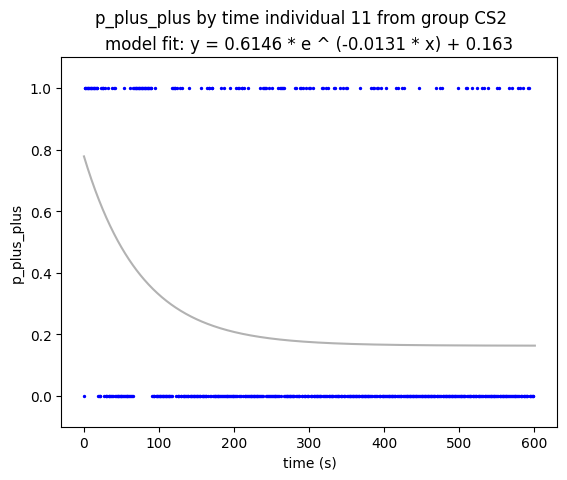 p_plus_plus by time individual 11 from group CS2
model fit: y = 0.6146 * e ^ (-0.0131 * x) + 0.163
1.0
0.8
0.6
0.4
0.2
0.0
p_plus_plus
0 100 200 300 400 500 600
time (s)